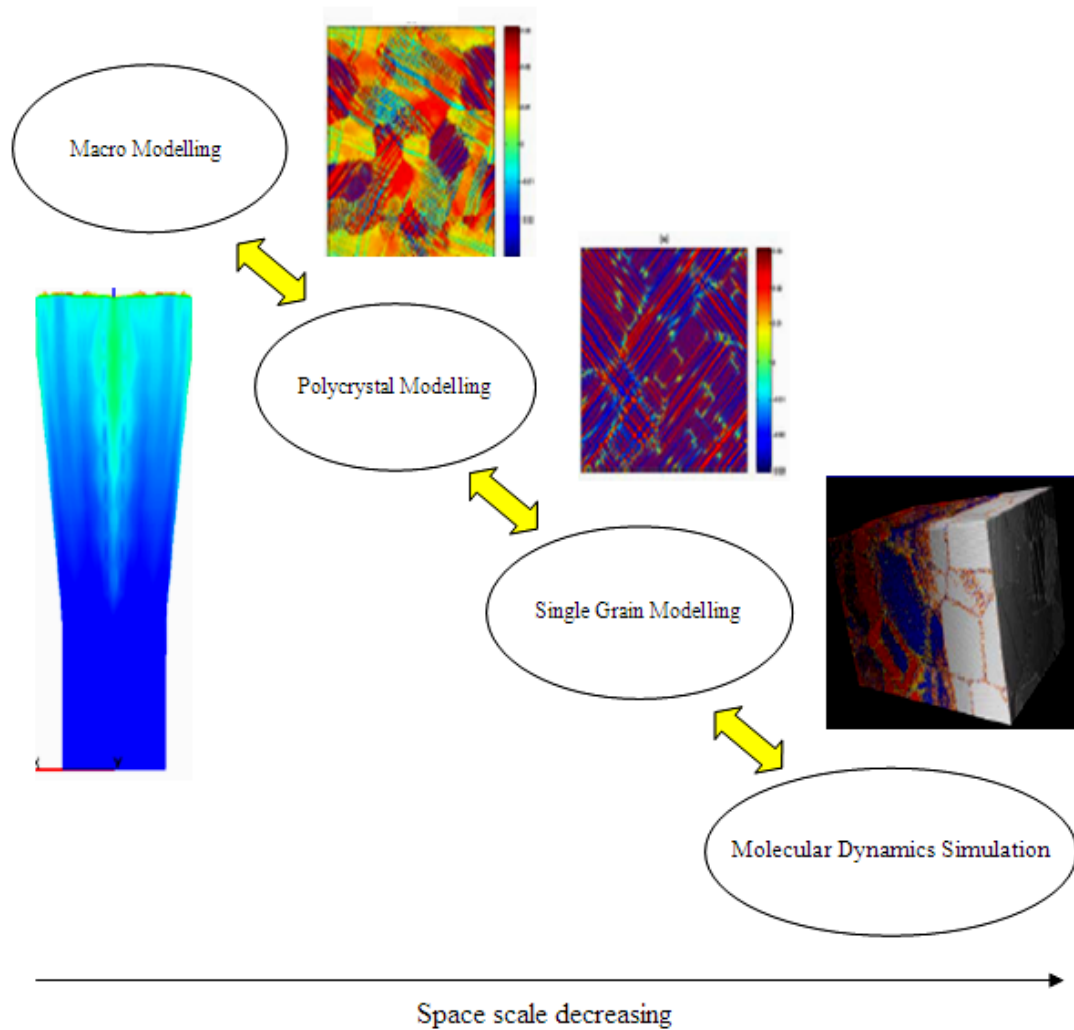 Macro Modelling
Polycrystal Modelling
Single Grain Modelling
Molecular Dynamics Simulation
Space scale decreasing